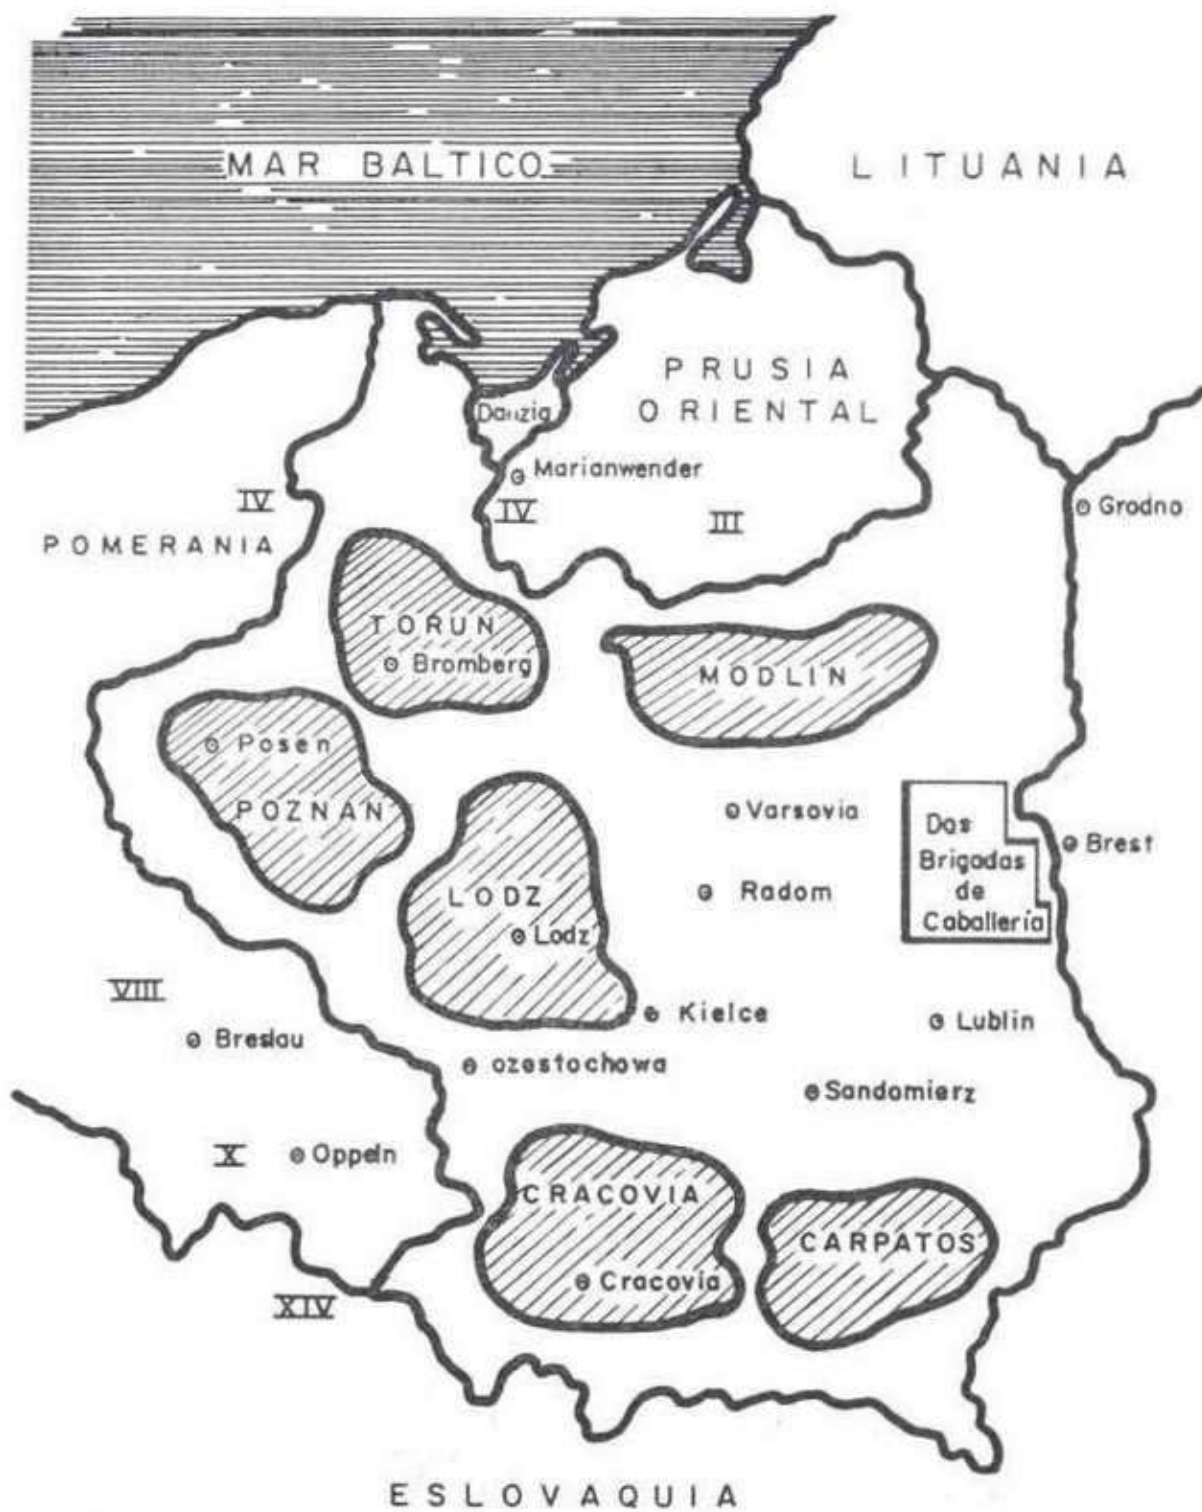 MAR BALTICO
LITUANIA
PRUSIA
ORIENTAL
Danzig
Marianwender
IV
IV
III
Grodno
POMERANIA
TORUN
Bromberg
MODLIN
Posen
POZNAN
Varsovia
Dos
Brigadas
de
Caballería
Brest
LODZ
Radom
Lodz
VIII
Kielce
Lublin
Breslau
ozestochowa
Sandomierz
X
Oppeln
CRACOVIA
CARPATOS
Cracovia
XIV
ESLOVAQUIA